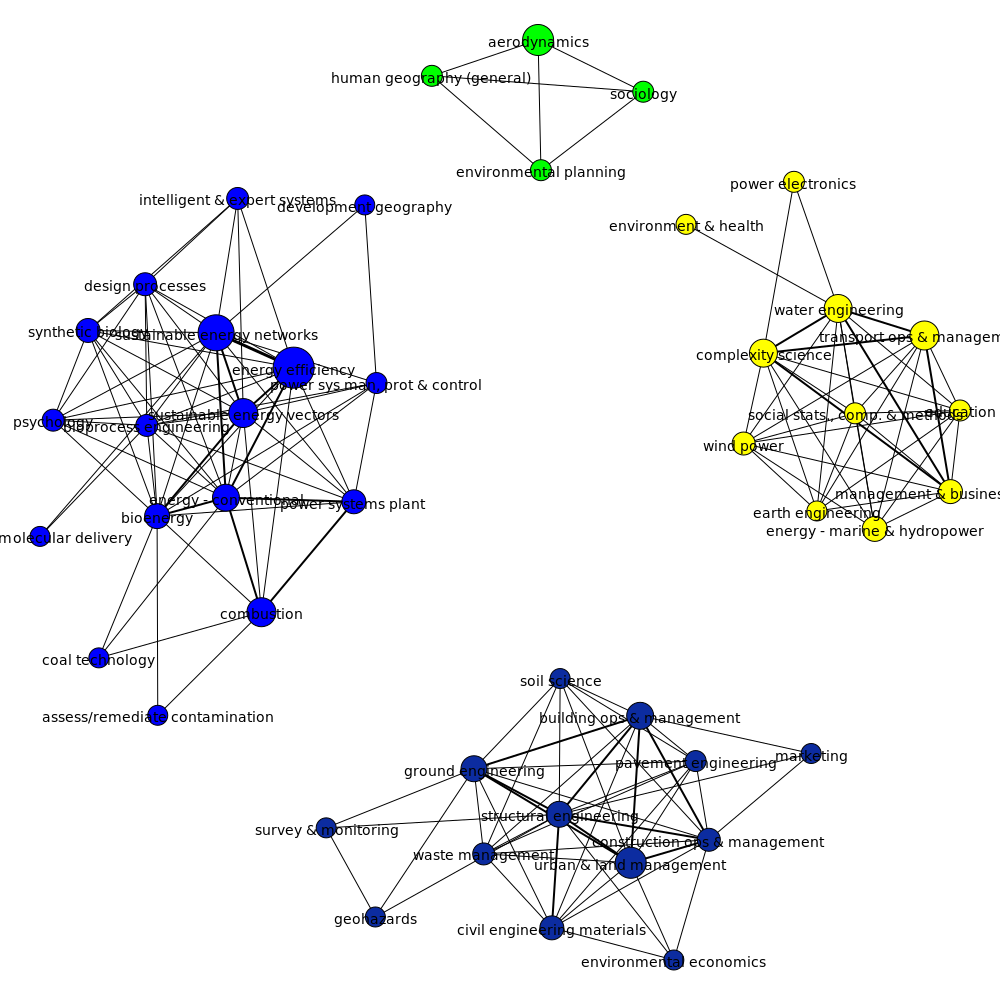 aerodynamics
human geography (general)
sociology
environmental planning
power electronics
intelligent & expert systems
development geography
environment & health
design processes
water engineering
synthetic biology
sustainable energy networks
transport ops & managem
complexity science
energy efficiency
power sys man, prot & control
sustainable energy vectors
social stats., comp. & methods
education
psychology
bioprocess engineering
wind power
management & busines
energy - conventional
power systems plant
earth engineering
bioenergy
energy - marine & hydropower
molecular delivery
combustion
coal technology
soil science
assess/remediate contamination
building ops & management
marketing
pavement engineering
ground engineering
structural engineering
survey & monitoring
construction ops & management
waste management
urban & land management
geohazards
civil engineering materials
environmental economics